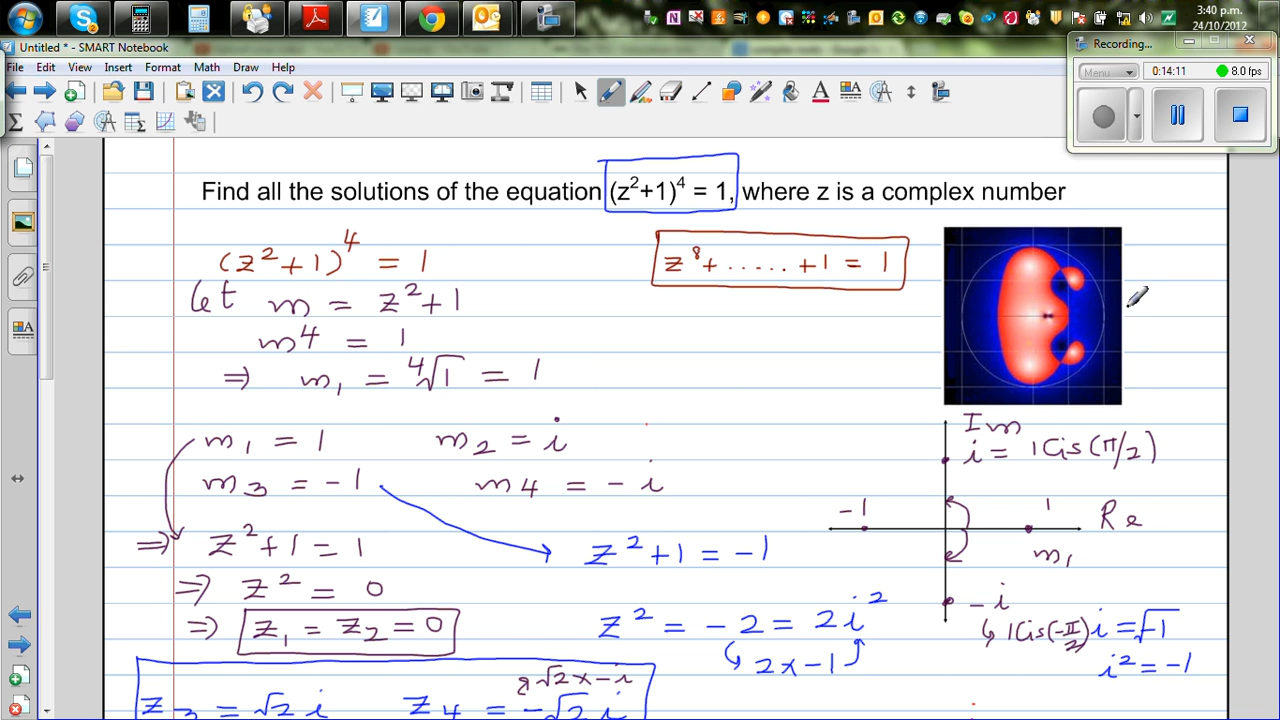 3:40 p.m.
24/10/2012
Untitled * - SMART Notebook
File Edit View Insert Format Math Draw Help
Recording...
Menu 0:14:11 8.0 fps
Find all the solutions of the equation (z²+1)⁴ = 1, where z is a complex number
(z²+1)⁴ = 1
z⁸+ ...... +1 = 1
let m = z²+1
m⁴ = 1
⇒ m₁ = ⁴√1 = 1
m₁ = 1 m₂ = i
m₃ = -1 m₄ = -i
Im
i = 1Cis(π/2)
-1 1 Re
m₁
-i
↳ 1Cis(-π/2)
i = √-1
i² = -1
⇒ z²+1 = 1
z²+1 = -1
⇒ z² = 0
z² = -2 = 2i²
2x-1
⇒ z₁ = z₂ = 0
√2 x -i
z₃ = √2 i z₄ = -√2 i